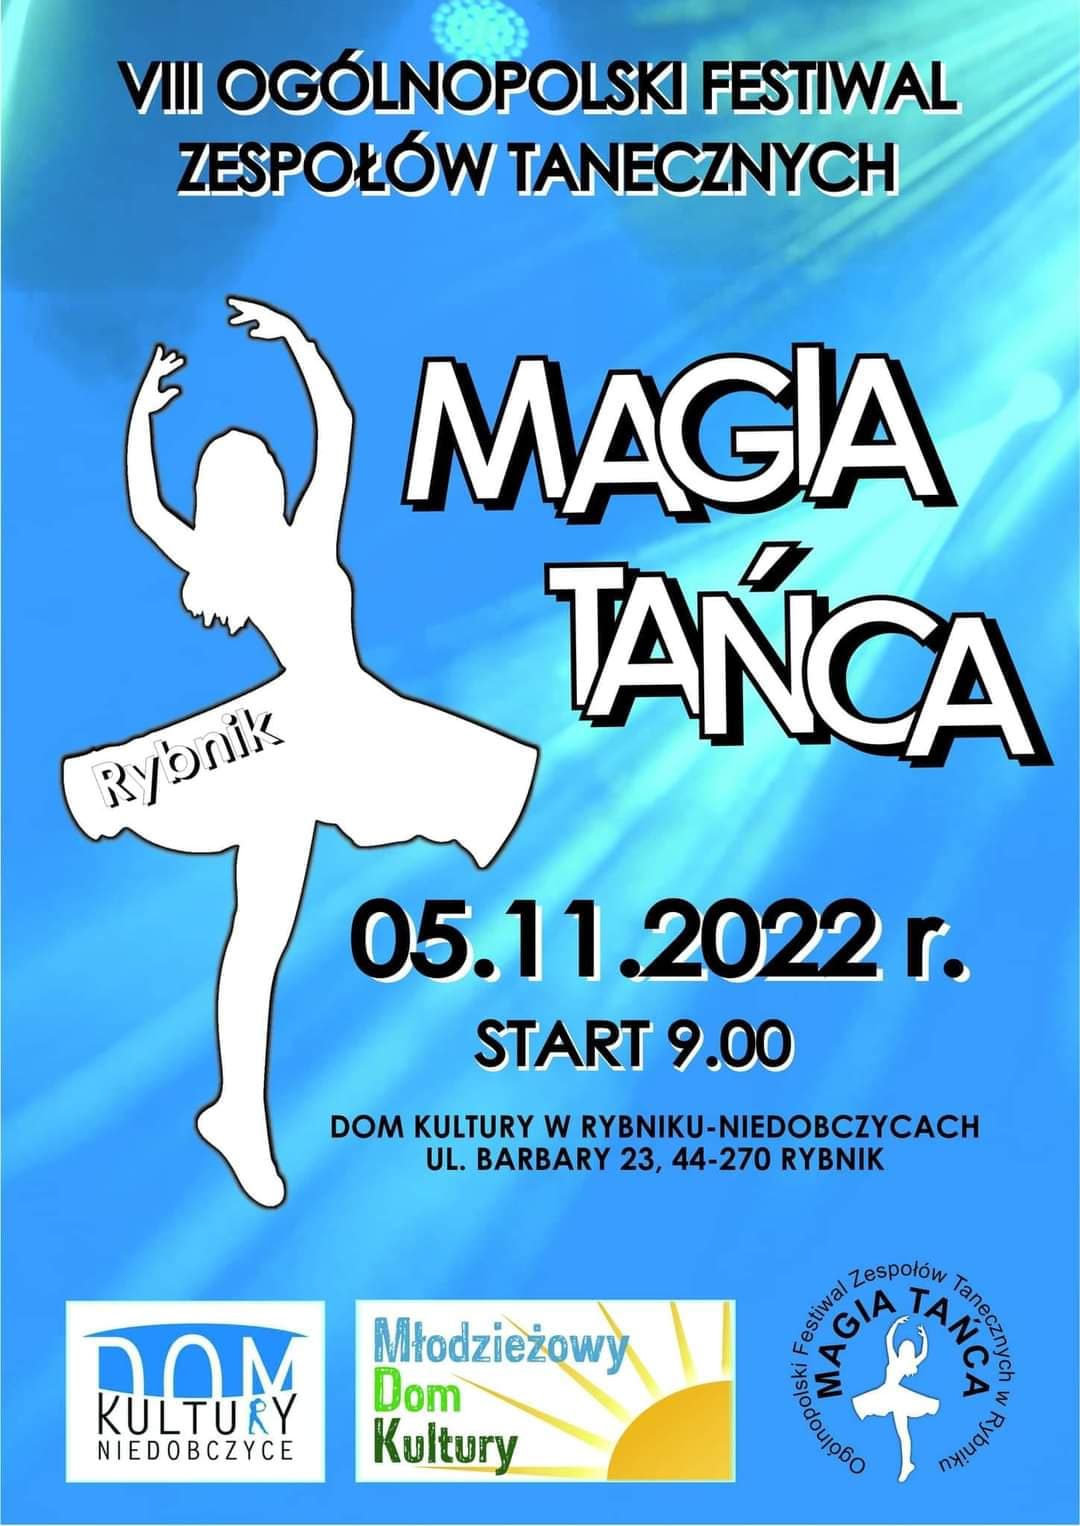 VIII OGÓLNOPOLSKI FESTIWAL
ZESPOŁÓW TANECZNYCH
MAGIA
TAŃCA
Rybnik
05.11.2022 r.
START 9.00
DOM KULTURY W RYBNIKU-NIEDOBCZYCACH
UL. BARBARY 23, 44-270 RYBNIK
DOM
KULTURY
NIEDOBCZYCE
Młodzieżowy
Dom
Kultury
Ogólnopolski Festiwal Zespołów Tanecznych w Rybniku
MAGIA TAŃCA